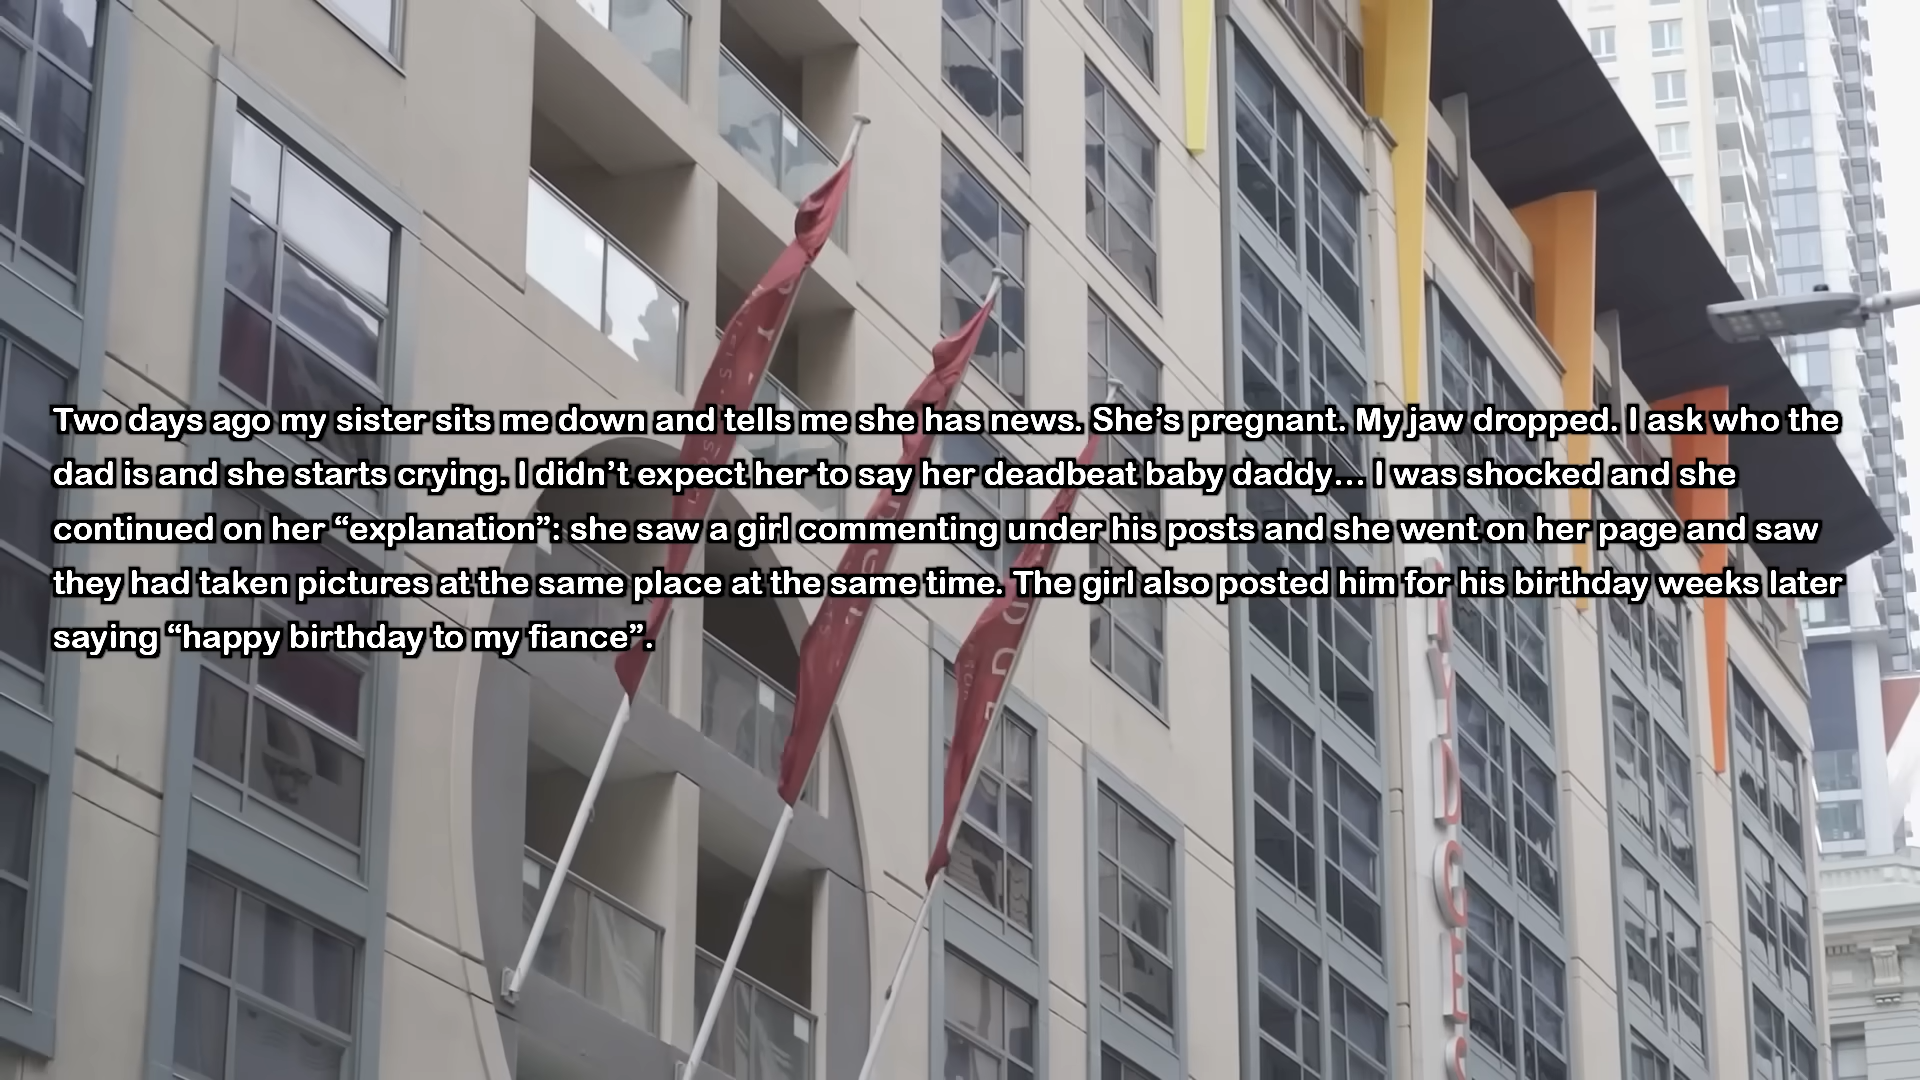 Two days ago my sister sits me down and tells me she has news. She’s pregnant. My jaw dropped. I ask who the
dad is and she starts crying. I didn’t expect her to say her deadbeat baby daddy... I was shocked and she
continued on her “explanation”: she saw a girl commenting under his posts and she went on her page and saw
they had taken pictures at the same place at the same time. The girl also posted him for his birthday weeks later
saying “happy birthday to my fiance”.